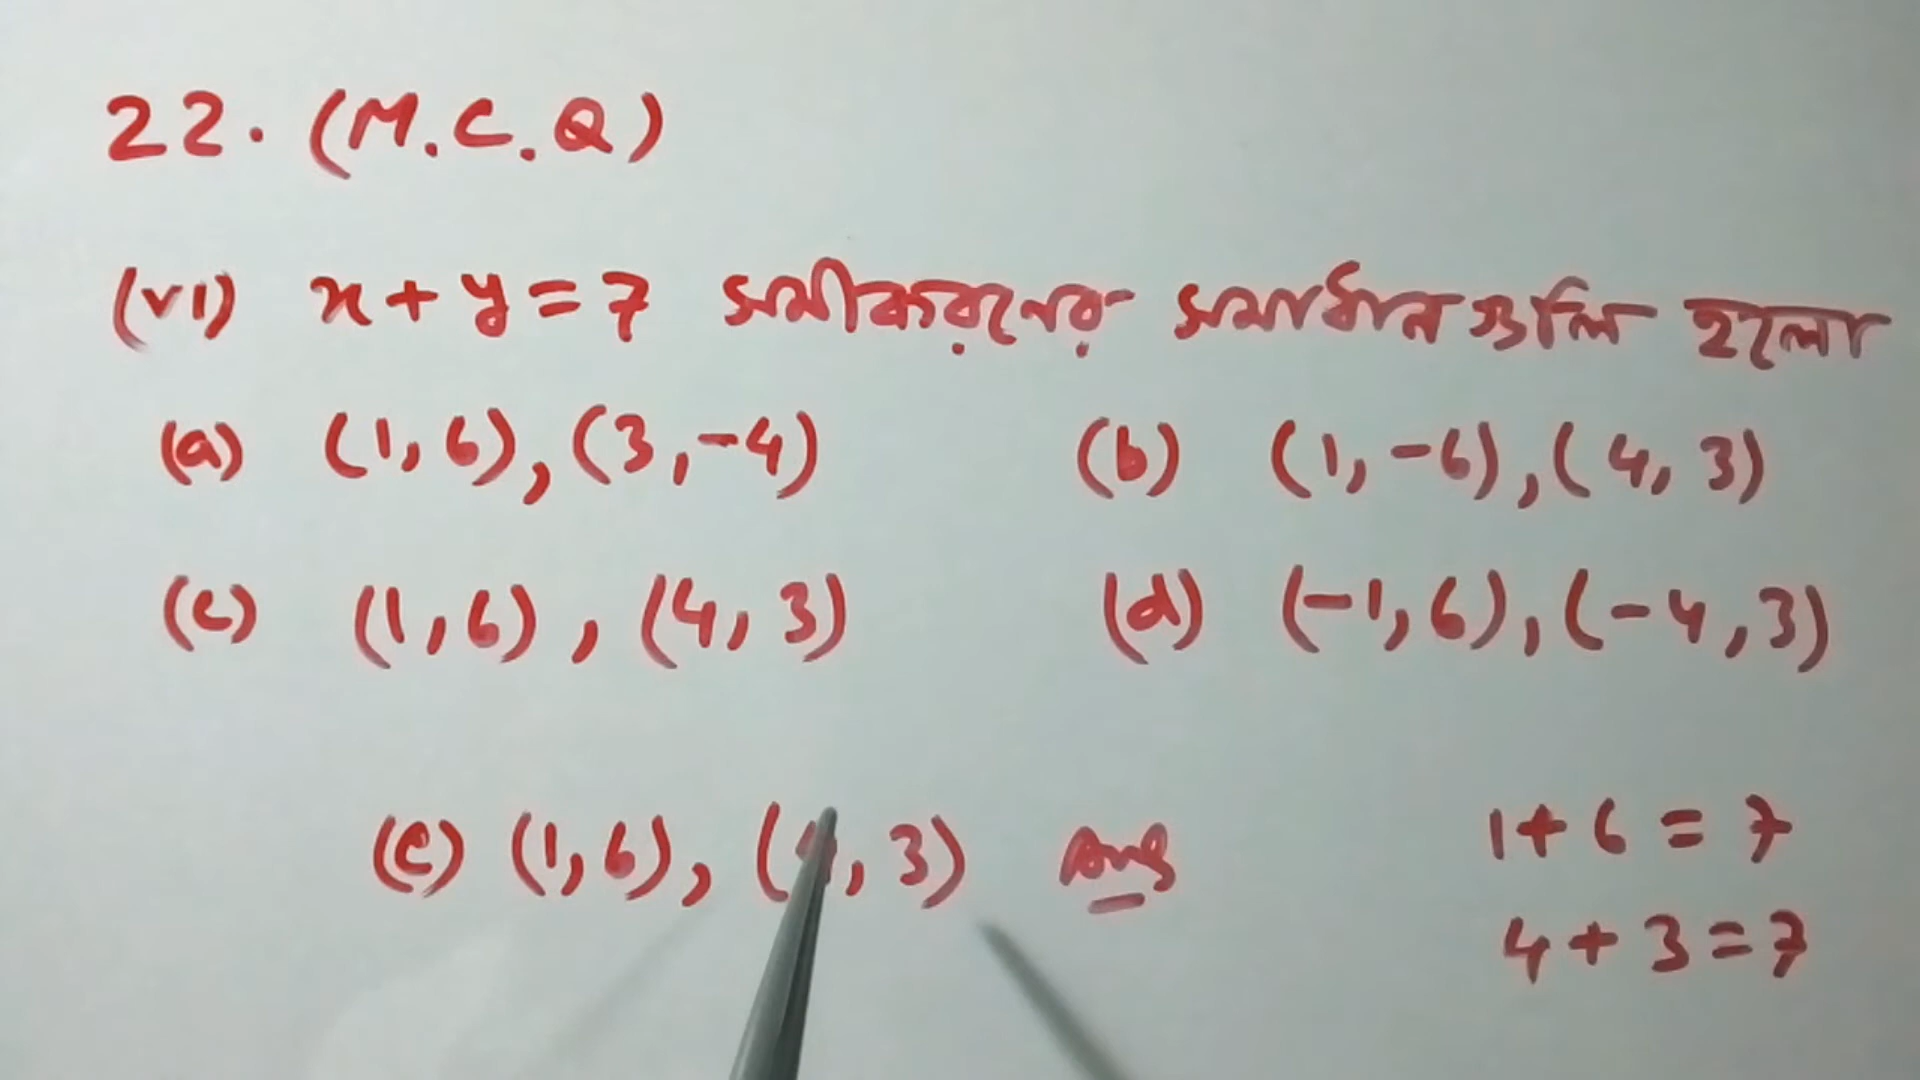 22. (M.C.Q)
(VI) x + y = 7 সমীকরণের সমাধান গুলি হলো
(a) (1, 6), (3, -4) (b) (1, -6), (4, 3)
(c) (1, 6), (4, 3) (d) (-1, 6), (-4, 3)
(c) (1, 6), (4, 3) Ans 1 + 6 = 7
4 + 3 = 7